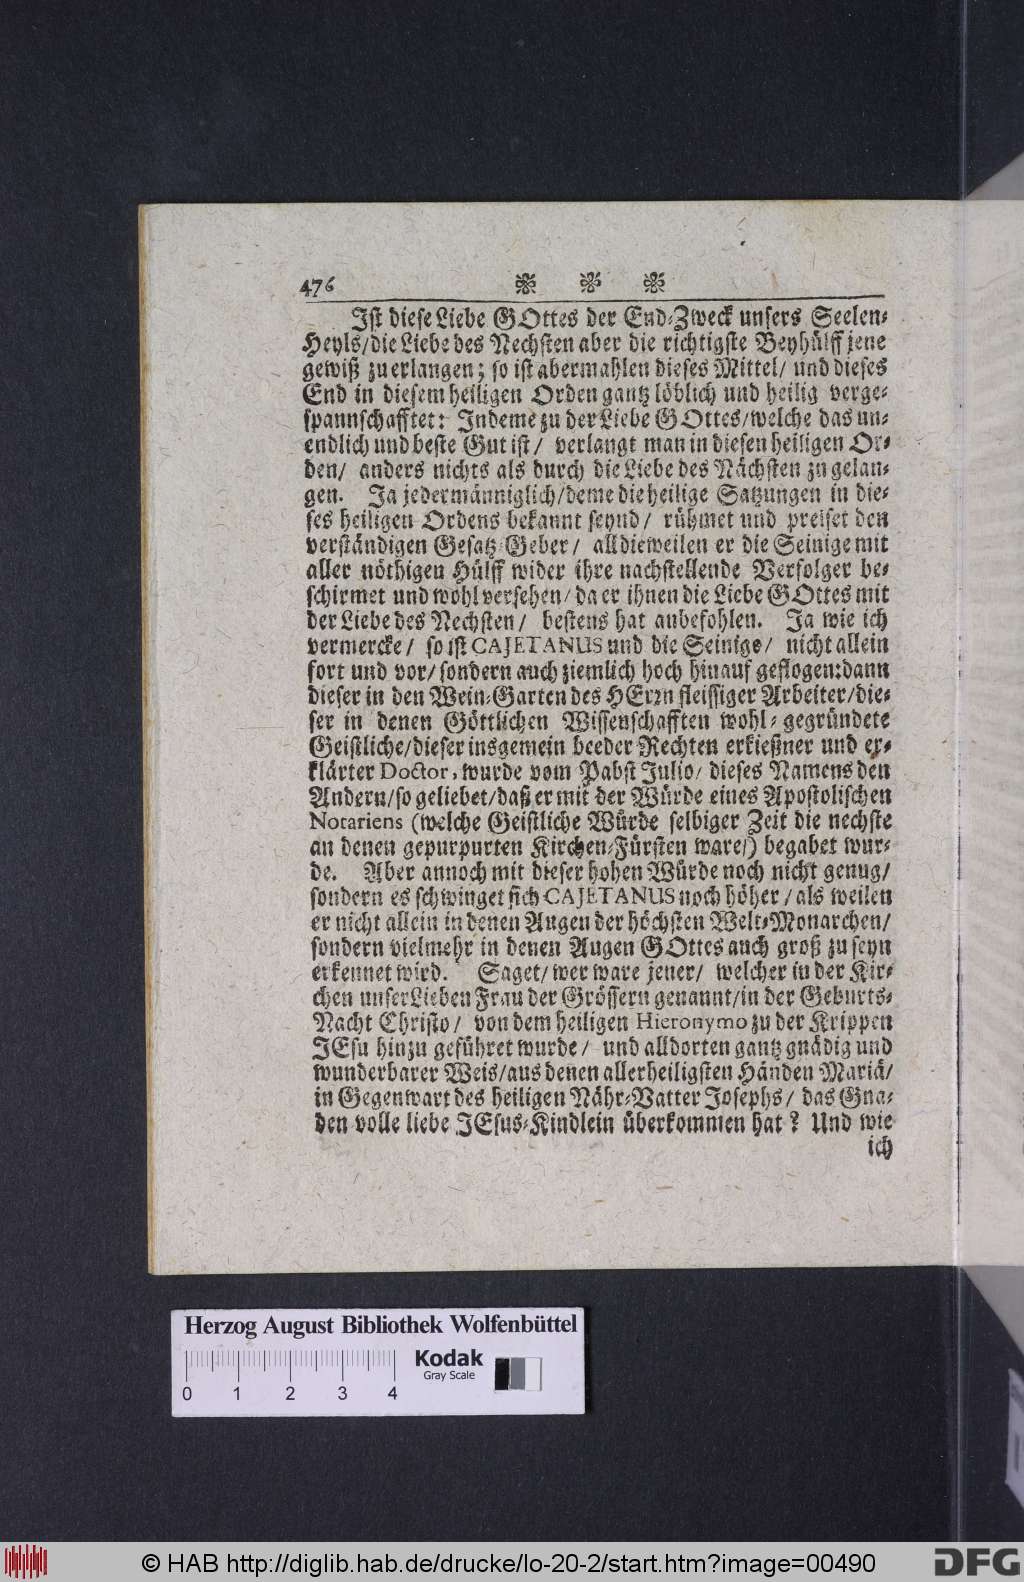 476
Ist diese Liebe GOttes der End-Zweck unsers Seelen-
Heyls/die Liebe des Nechsten aber die richtigste Beyhülff jene
gewiß zu erlangen; so ist abermahlen dieses Mittel/ und dieses
End in diesem heiligen Orden gantz löblich und heilig verge-
spannschafftet: Indeme zu der Liebe GOttes/welche das un-
endlich und beste Gut ist/ verlangt man in diesen heiligen Or-
den/ anders nichts als durch die Liebe des Nächsten zu gelan-
gen. Ja jedermänniglich/deme die heilige Satzungen in die-
ses heiligen Ordens bekannt seynd/ rühmet und preiset den
verständigen Gesatz-Geber/ alldieweilen er die Seinige mit
aller nöthigen Hülff wider ihre nachstellende Verfolger be-
schirmet und wohl versehen/da er ihnen die Liebe GOttes mit
der Liebe des Nechsten/ bestens hat anbefohlen. Ja wie ich
vermercke/ so ist CAJETANUS und die Seinige/ nicht allein
fort und vor/sondern auch ziemlich hoch hinauf geflogen:dann
dieser in den Wein-Garten des HErrn fleissiger Arbeiter/die-
ser in denen Göttlichen Wissenschafften wohl-gegründete
Geistliche/dieser insgemein beeder Rechten erkießner und er-
klärter Doctor, wurde vom Pabst Julio/ dieses Namens den
Andern/so geliebet/daß er mit der Würde eines Apostolischen
Notariens (welche Geistliche Würde selbiger Zeit die nechste
an denen gepurpurten Kirchen-Fürsten ware/) begabet wur-
de. Aber annoch mit dieser hohen Würde noch nicht genug/
sondern es schwinget sich CAJETANUS noch höher/als weilen
er nicht allein in denen Augen der höchsten Welt-Monarchen/
sondern vielmehr in denen Augen GOttes auch groß zu seyn
erkennet wird. Saget/wer ware jener/ welcher in der Kir-
chen unser Lieben Frau der Grössern genannt/in der Geburts-
Nacht Christo/ von dem heiligen Hieronymo zu der Krippen
JEsu hinzu geführet wurde/ und alldorten gantz gnädig und
wunderbarer Weis/aus denen allerheiligsten Händen Mariä/
in Gegenwart des heiligen Nähr-Vatter Josephs/ das Gna-
den volle liebe JEsus-Kindlein überkommen hat? Und wie
ich
Herzog August Bibliothek Wolfenbüttel
Kodak
Gray Scale
0 1 2 3 4
© HAB http://diglib.hab.de/drucke/lo-20-2/start.htm?image=00490
DFG